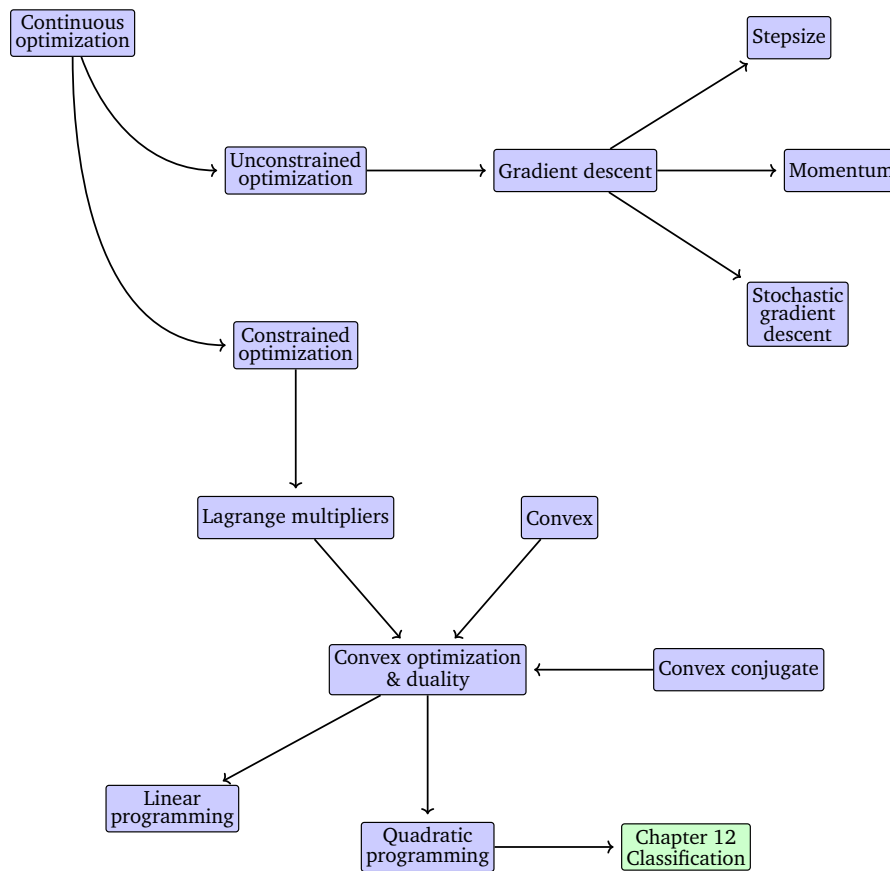 Continuous
optimization
Stepsize
Unconstrained
optimization
Gradient descent
Momentum
Stochastic
gradient
descent
Constrained
optimization
Lagrange multipliers
Convex
Convex optimization
& duality
Convex conjugate
Linear
programming
Quadratic
programming
Chapter 12
Classification